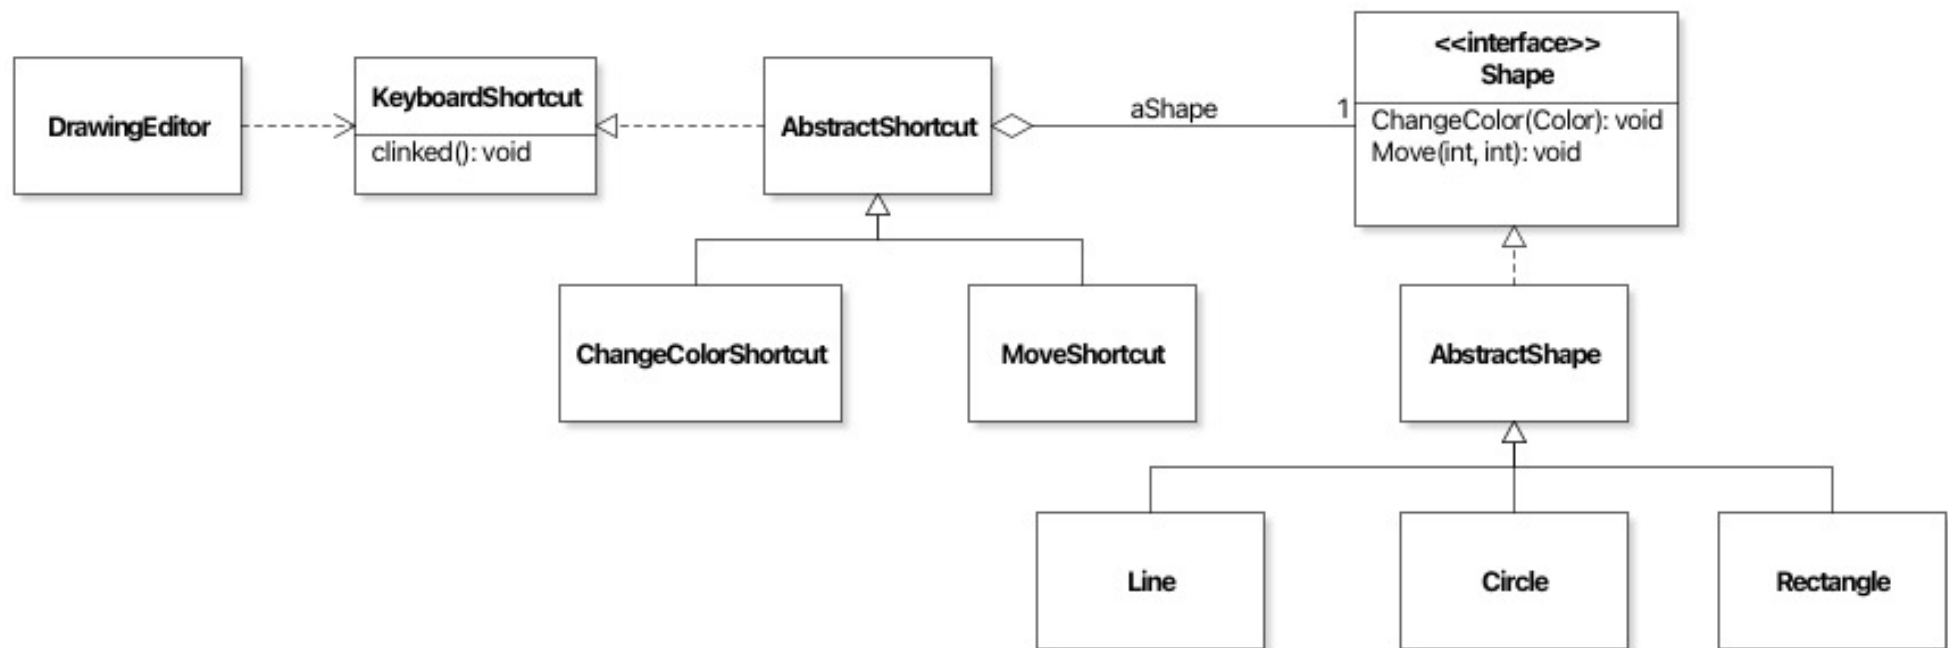 DrawingEditor
KeyboardShortcut
clinked(): void
AbstractShortcut
aShape
1
<<interface>>
Shape
ChangeColor(Color): void
Move(int, int): void
ChangeColorShortcut
MoveShortcut
AbstractShape
Line
Circle
Rectangle